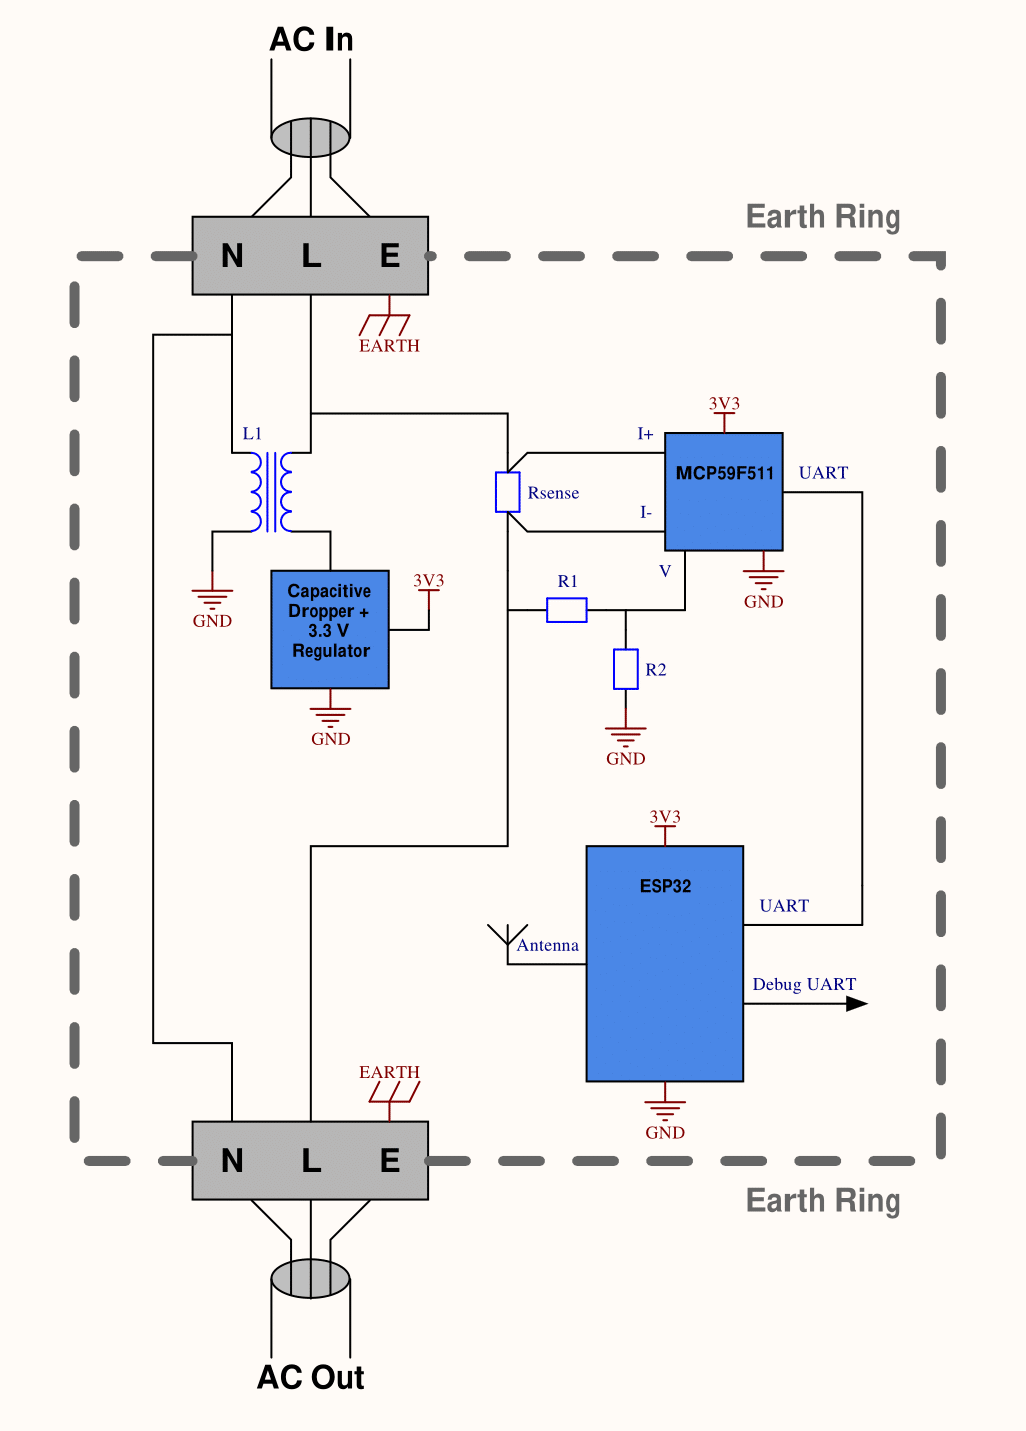 AC In
Earth Ring
N L E
EARTH
3V3
L1
I+
MCP59F511
UART
Rsense
I-
V
R1
GND
3V3
Capacitive
Dropper +
3.3 V
Regulator
GND
R2
GND
GND
3V3
ESP32
UART
Antenna
Debug UART
EARTH
GND
N L E
Earth Ring
AC Out